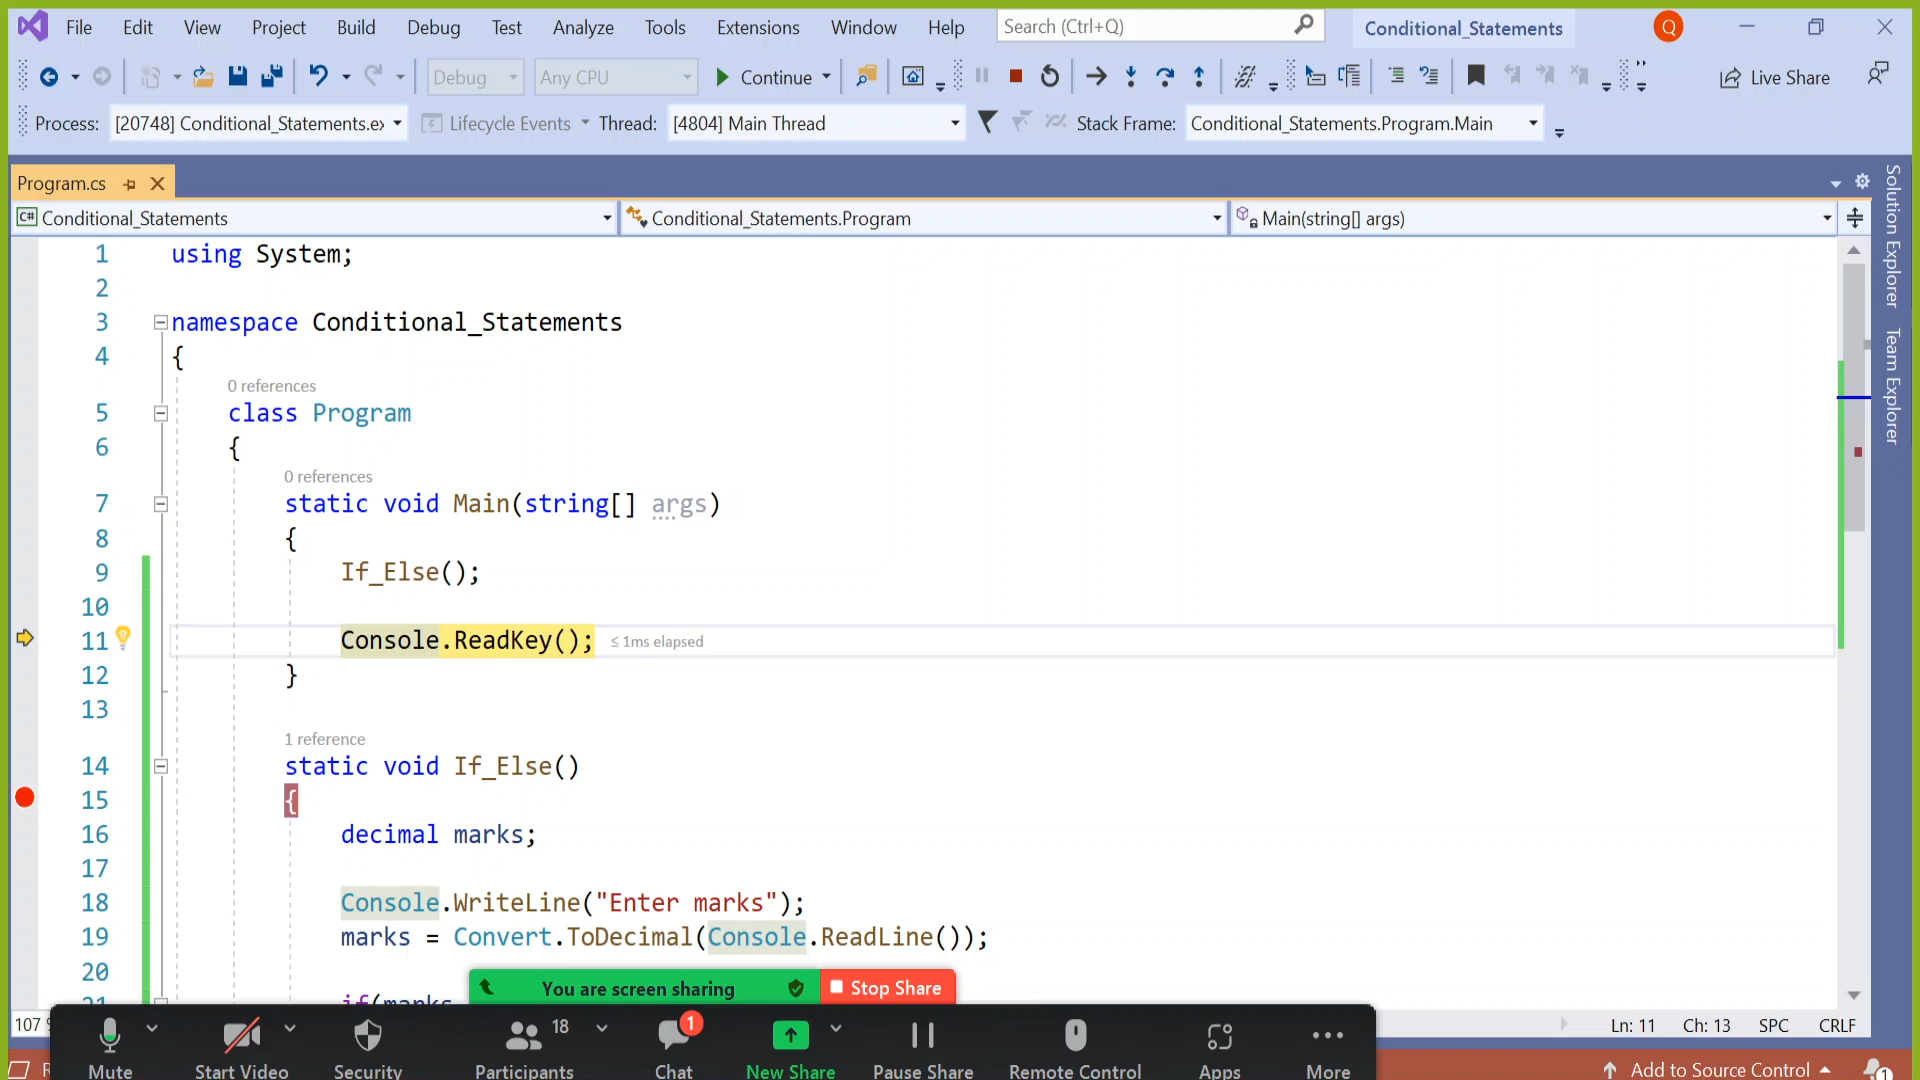 File Edit View Project Build Debug Test Analyze Tools Extensions Window Help Search (Ctrl+Q) Conditional_Statements Q
Debug Any CPU Continue Live Share
Process: [20748] Conditional_Statements.ex Lifecycle Events Thread: [4804] Main Thread Stack Frame: Conditional_Statements.Program.Main
Program.cs
C# Conditional_Statements Conditional_Statements.Program Main(string[] args)
Solution Explorer
Team Explorer
1 using System;
2
3 namespace Conditional_Statements
4 {
0 references
5 class Program
6 {
0 references
7 static void Main(string[] args)
8 {
9 If_Else();
10
11 Console.ReadKey(); ≤ 1ms elapsed
12 }
13
1 reference
14 static void If_Else()
15 {
16 decimal marks;
17
18 Console.WriteLine("Enter marks");
19 marks = Convert.ToDecimal(Console.ReadLine());
20
21 if(marks
You are screen sharing Stop Share
107 Ln: 11 Ch: 13 SPC CRLF
18 1
Mute Start Video Security Participants Chat New Share Pause Share Remote Control Apps More
R Add to Source Control 1